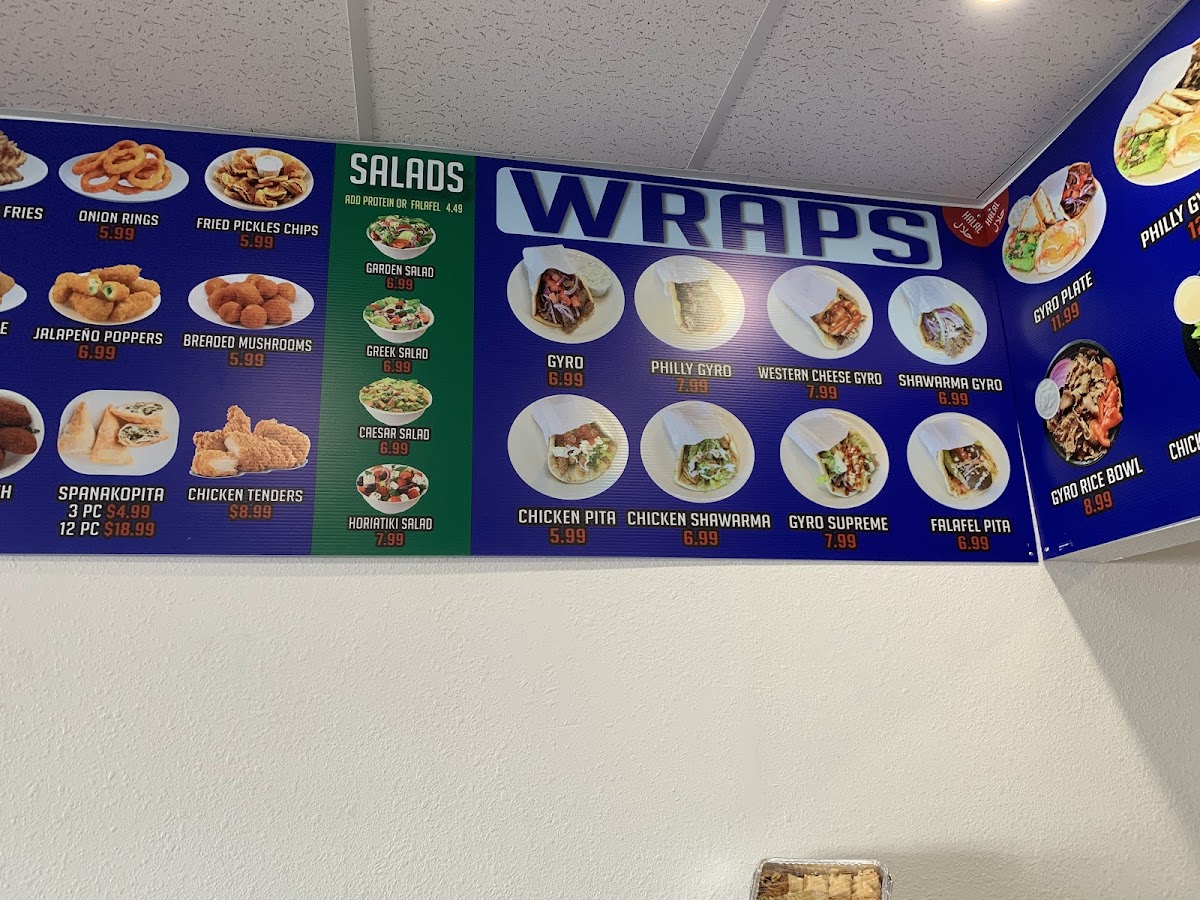 FRIES
ONION RINGS
5.99
FRIED PICKLES CHIPS
5.99
JALAPEÑO POPPERS
6.99
BREADED MUSHROOMS
5.99
SPANAKOPITA
3 PC $4.99
12 PC $18.99
CHICKEN TENDERS
$8.99
SALADS
ADD PROTEIN OR FALAFEL 4.49
GARDEN SALAD
6.99
GREEK SALAD
6.99
CAESAR SALAD
6.99
HORIATIKI SALAD
7.99
WRAPS
HALAL HALAL
حلال حلال
GYRO
6.99
PHILLY GYRO
7.99
WESTERN CHEESE GYRO
7.99
SHAWARMA GYRO
6.99
CHICKEN PITA
5.99
CHICKEN SHAWARMA
6.99
GYRO SUPREME
7.99
FALAFEL PITA
6.99
GYRO PLATE
11.99
PHILLY
GYRO RICE BOWL
8.99